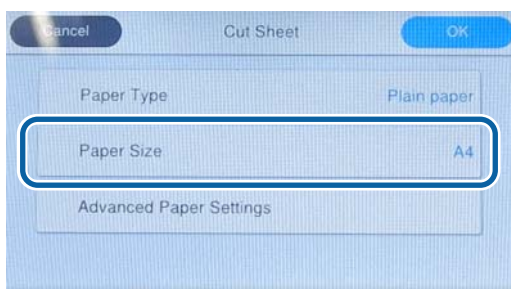 Cancel Cut Sheet OK
Paper Type Plain paper
Paper Size A4
Advanced Paper Settings